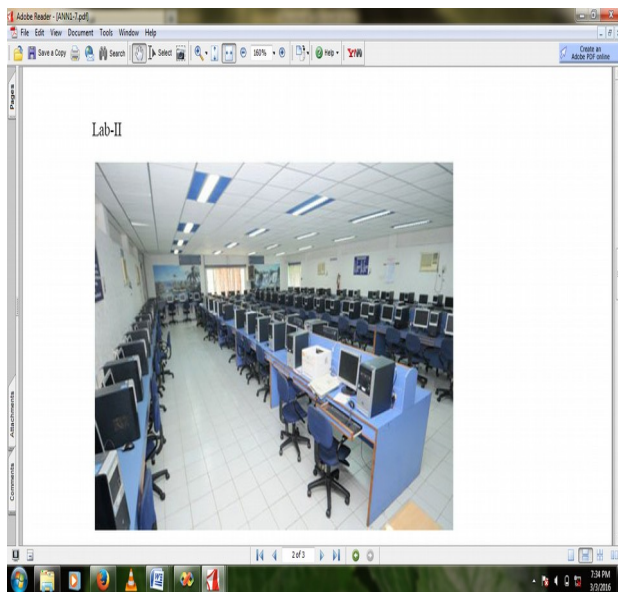 Adobe Reader - [ANN1-7.pdf]
File Edit View Document Tools Window Help
Save a Copy Search Select 160% Help Create an Adobe PDF online
Pages
Lab-II
Attachments
Comments
2 of 3
7:34 PM
3/3/2016